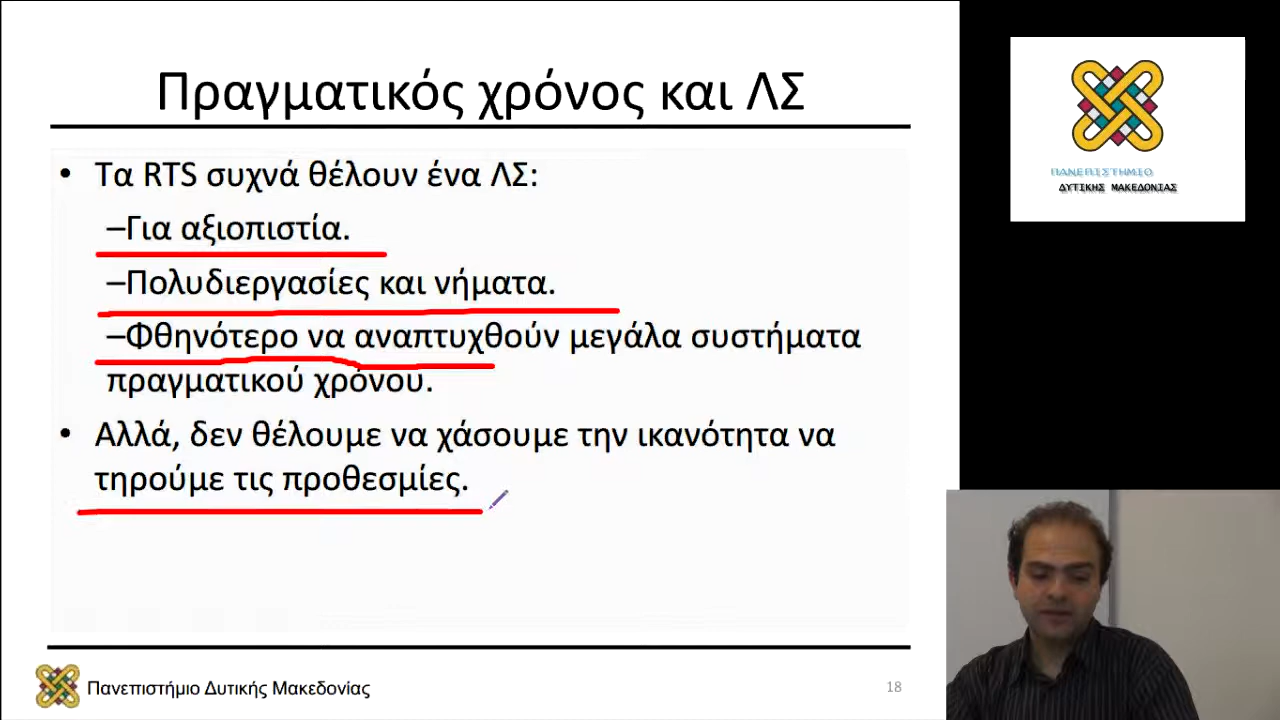 Πραγματικός χρόνος και ΛΣ
• Τα RTS συχνά θέλουν ένα ΛΣ:
–Για αξιοπιστία.
–Πολυδιεργασίες και νήματα.
–Φθηνότερο να αναπτυχθούν μεγάλα συστήματα
πραγματικού χρόνου.
• Αλλά, δεν θέλουμε να χάσουμε την ικανότητα να
τηρούμε τις προθεσμίες.
Πανεπιστήμιο Δυτικής Μακεδονίας
18
ΠΑΝΕΠΙΣΤΗΜΙΟ
ΔΥΤΙΚΗΣ ΜΑΚΕΔΟΝΙΑΣ